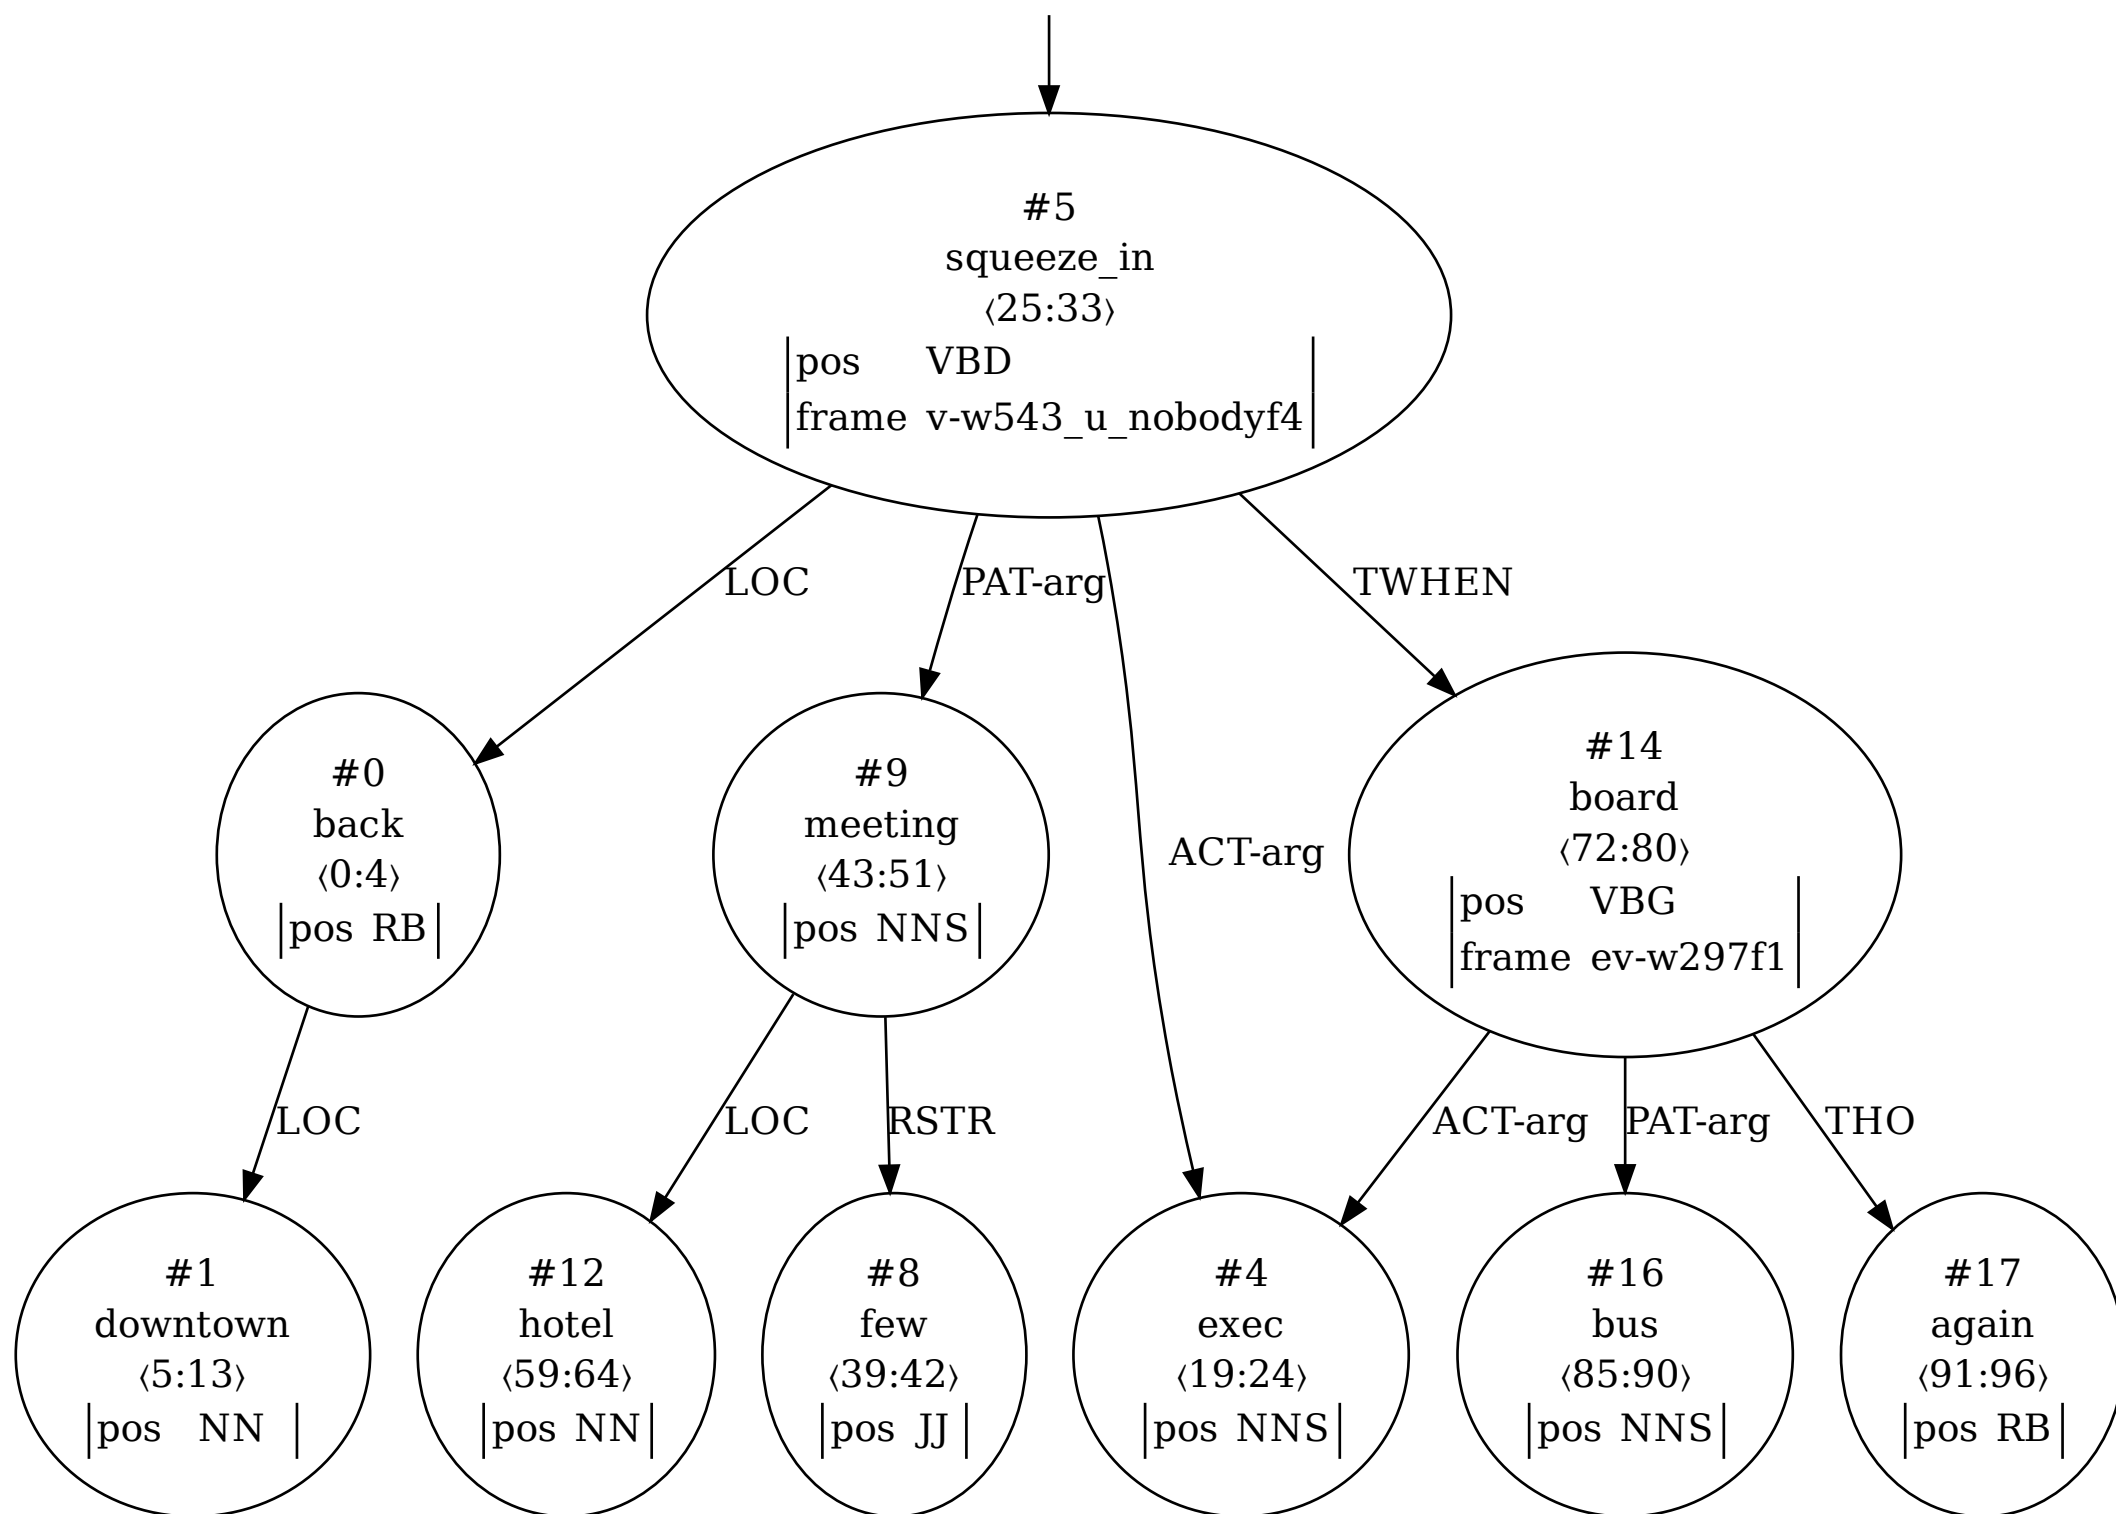 #5
squeeze_in
⟨25:33⟩
pos VBD
frame v-w543_u_nobodyf4
LOC
PAT-arg
TWHEN
#0
back
⟨0:4⟩
pos RB
#9
meeting
⟨43:51⟩
pos NNS
ACT-arg
#14
board
⟨72:80⟩
pos VBG
frame ev-w297f1
LOC
LOC
RSTR
ACT-arg
PAT-arg
THO
#1
downtown
⟨5:13⟩
pos NN
#12
hotel
⟨59:64⟩
pos NN
#8
few
⟨39:42⟩
pos JJ
#4
exec
⟨19:24⟩
pos NNS
#16
bus
⟨85:90⟩
pos NNS
#17
again
⟨91:96⟩
pos RB